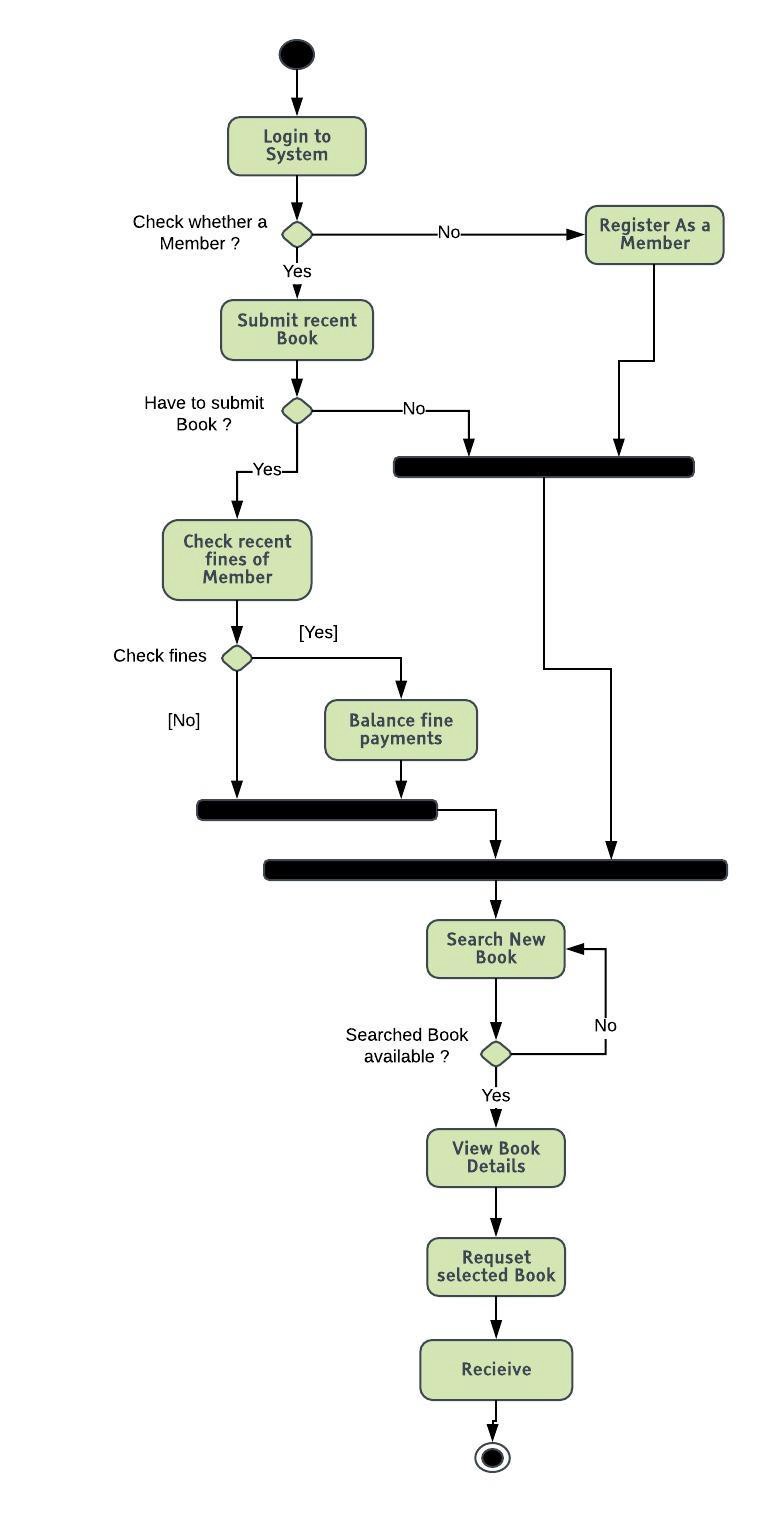 Login to
System
Check whether a
Member ?
No
Register As a
Member
Yes
Submit recent
Book
Have to submit
Book ?
No
Yes
Check recent
fines of
Member
[Yes]
Check fines
[No]
Balance fine
payments
Search New
Book
No
Searched Book
available ?
Yes
View Book
Details
Requset
selected Book
Recieive